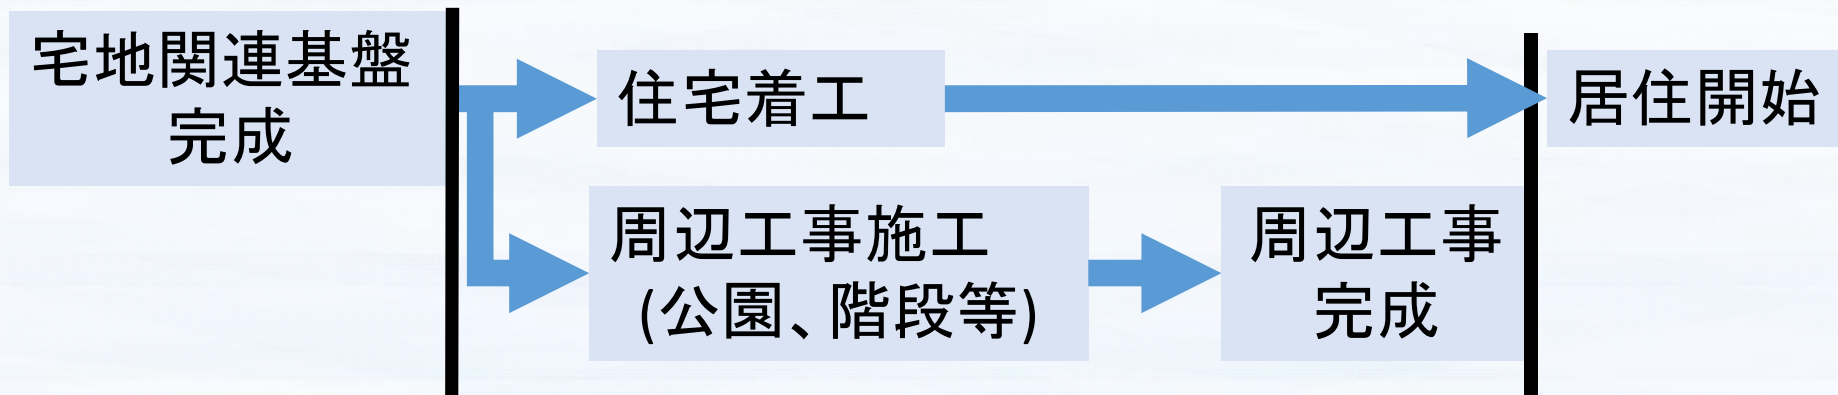 宅地関連基盤
完成
住宅着工
居住開始
周辺工事施工
(公園、階段等)
周辺工事
完成